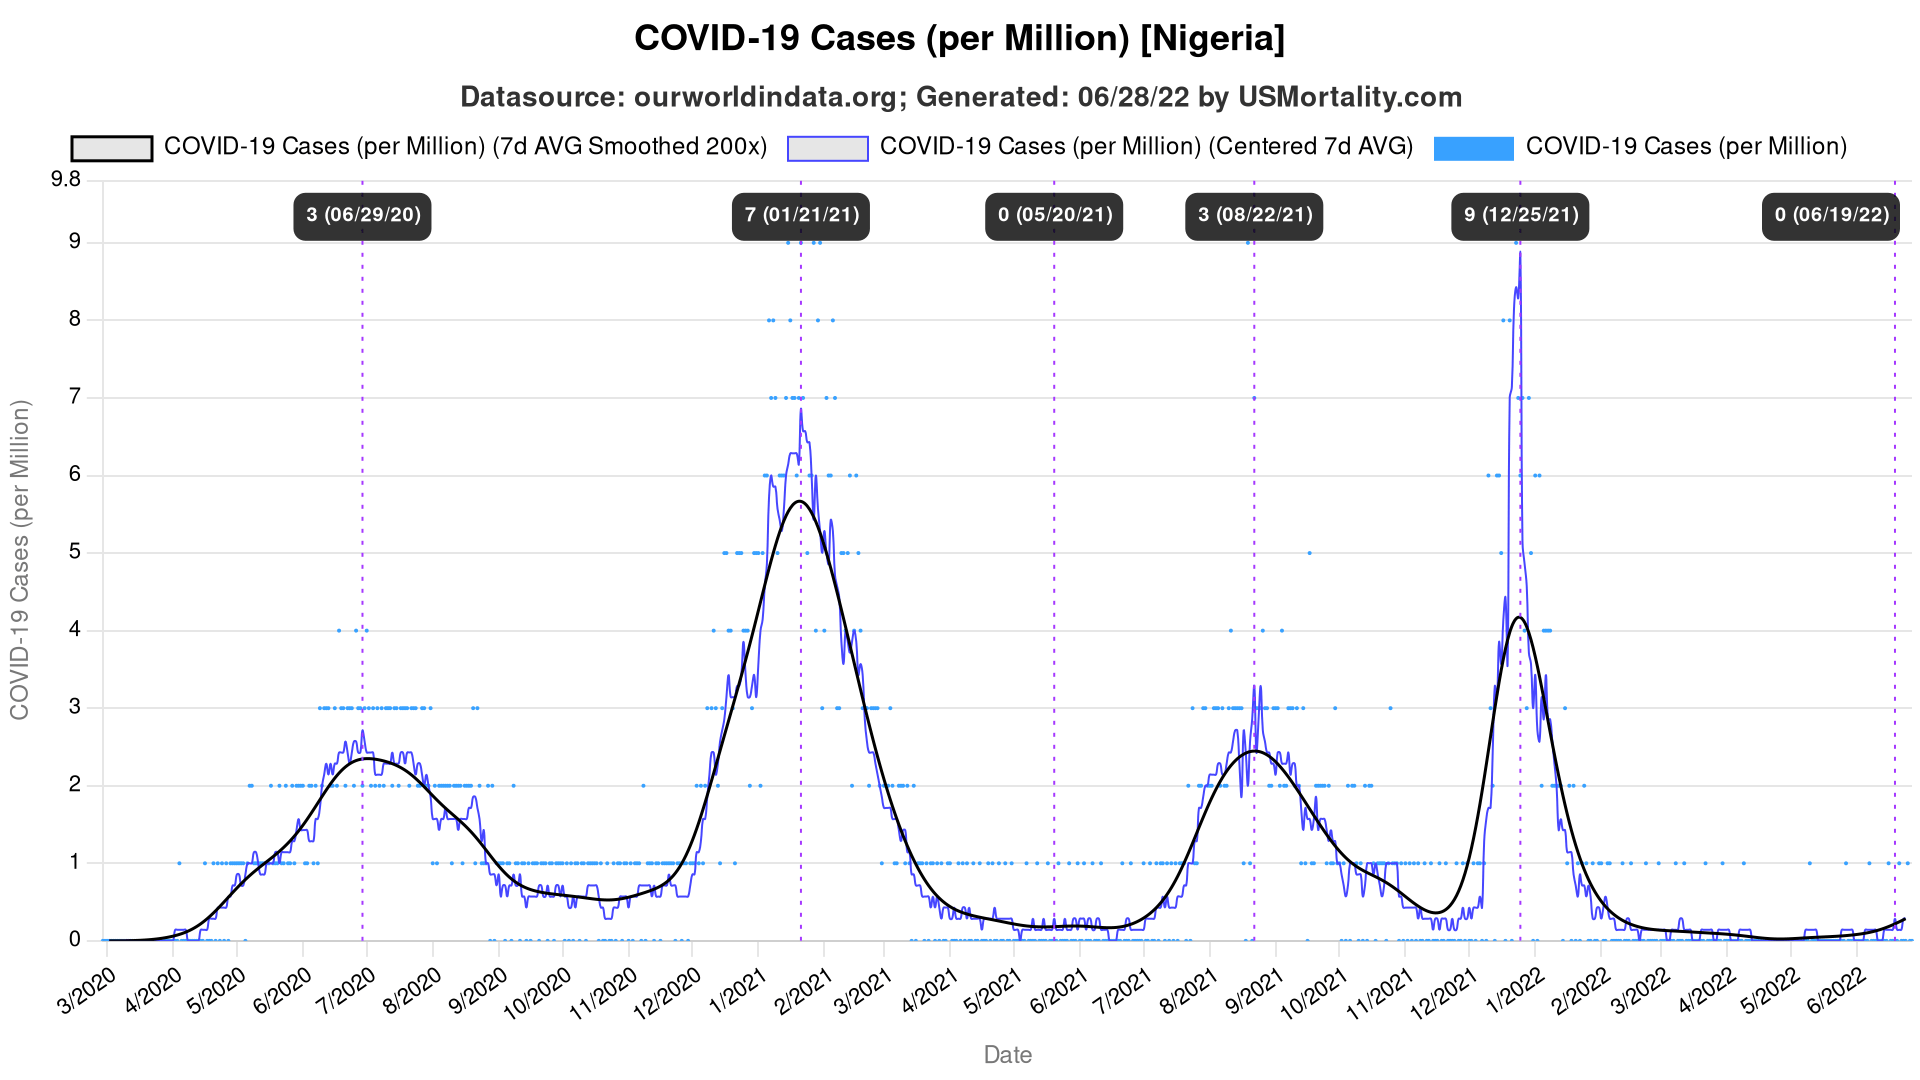 COVID-19 Cases (per Million) [Nigeria]
Datasource: ourworldindata.org; Generated: 06/28/22 by USMortality.com
COVID-19 Cases (per Million) (7d AVG Smoothed 200x) COVID-19 Cases (per Million) (Centered 7d AVG) COVID-19 Cases (per Million)
9.8
3 (06/29/20) 7 (01/21/21) 0 (05/20/21) 3 (08/22/21) 9 (12/25/21) 0 (06/19/22)
9
8
7
6
5
4
3
2
1
0
COVID-19 Cases (per Million)
3/2020 4/2020 5/2020 6/2020 7/2020 8/2020 9/2020 10/2020 11/2020 12/2020 1/2021 2/2021 3/2021 4/2021 5/2021 6/2021 7/2021 8/2021 9/2021 10/2021 11/2021 12/2021 1/2022 2/2022 3/2022 4/2022 5/2022 6/2022
Date